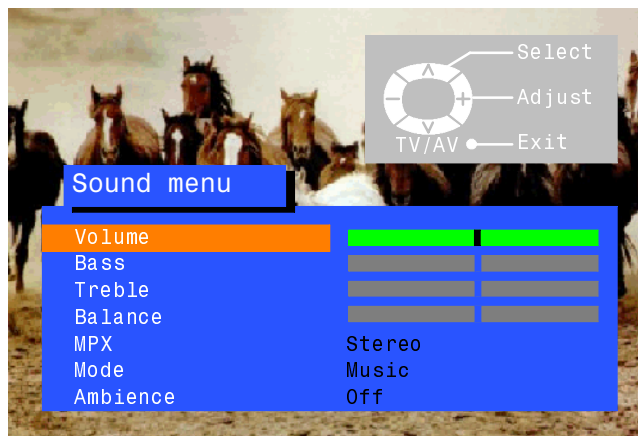 Select
Adjust
TV/AV Exit
Sound menu
Volume
Bass
Treble
Balance
MPX Stereo
Mode Music
Ambience Off